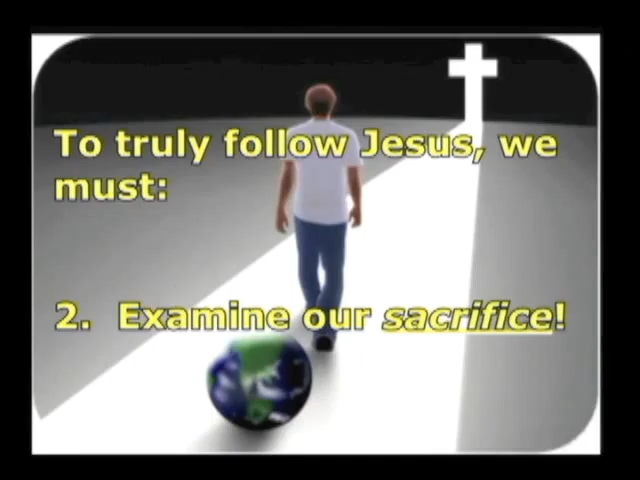 To truly follow Jesus, we
must:
2. Examine our sacrifice!